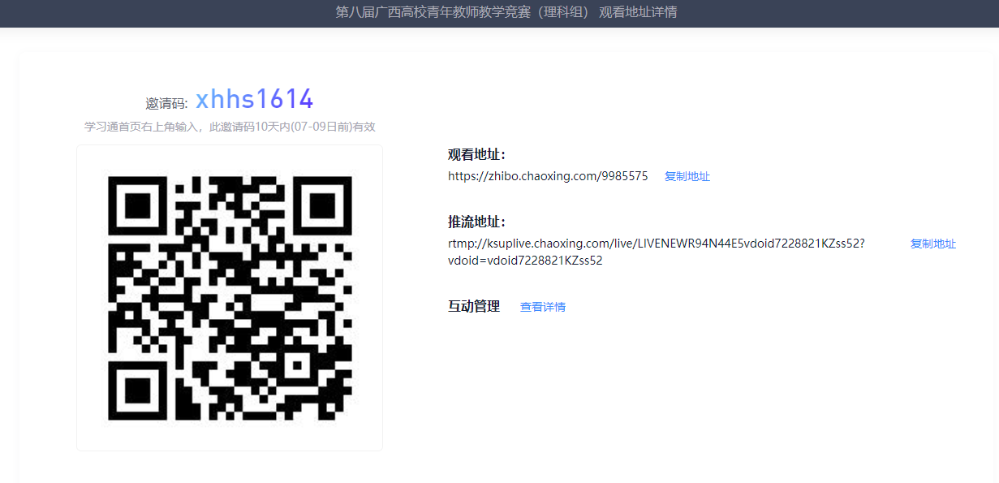 第八届广西高校青年教师教学竞赛（理科组） 观看地址详情
邀请码: xhhs1614
学习通首页右上角输入，此邀请码10天内(07-09日前)有效
观看地址：
https://zhibo.chaoxing.com/9985575 复制地址
推流地址：
rtmp://ksuplive.chaoxing.com/live/LIVENEWR94N44E5vdoid7228821KZss52? 复制地址
vdoid=vdoid7228821KZss52
互动管理 查看详情